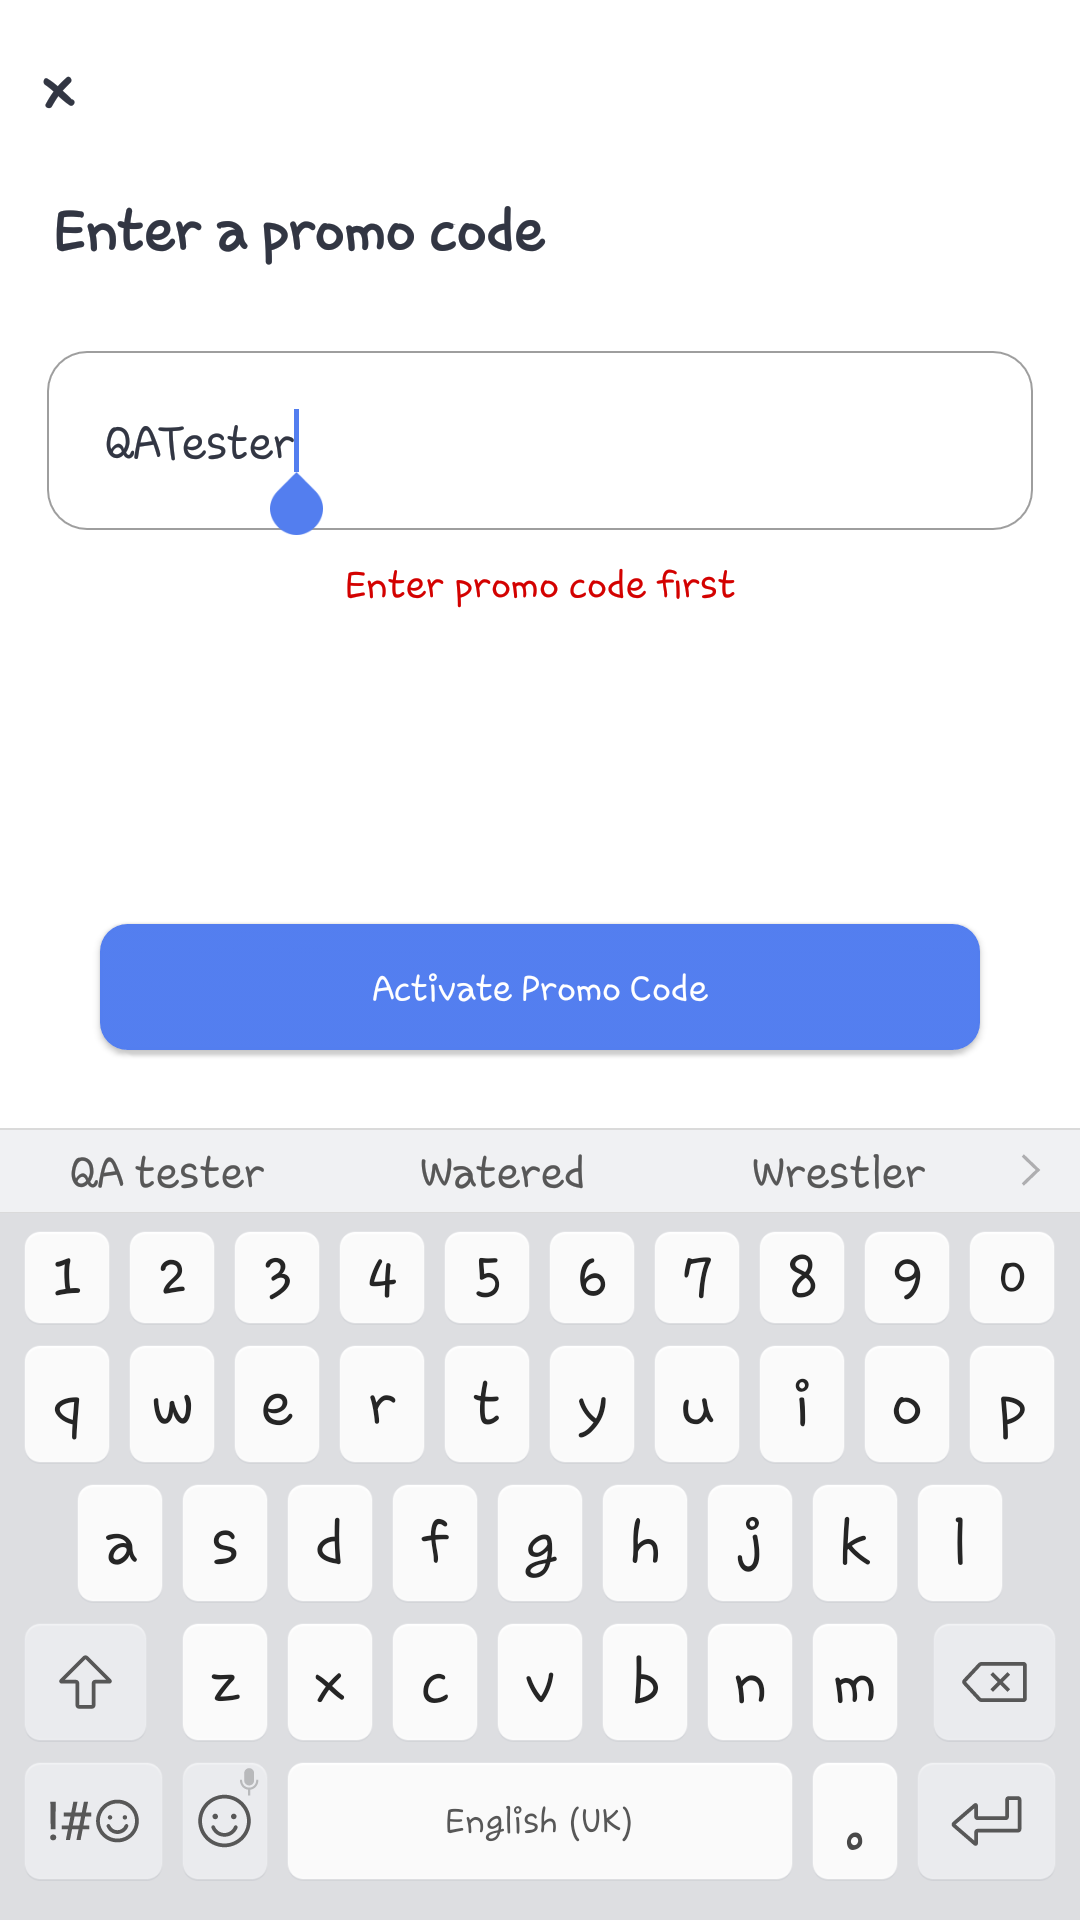 Enter a promo code
QATester
Enter promo code first
Activate Promo Code
QA tester Watered Wrestler
1 2 3 4 5 6 7 8 9 0
q w e r t y u i o p
a s d f g h j k l
z x c v b n m
!#☺ English (UK) .